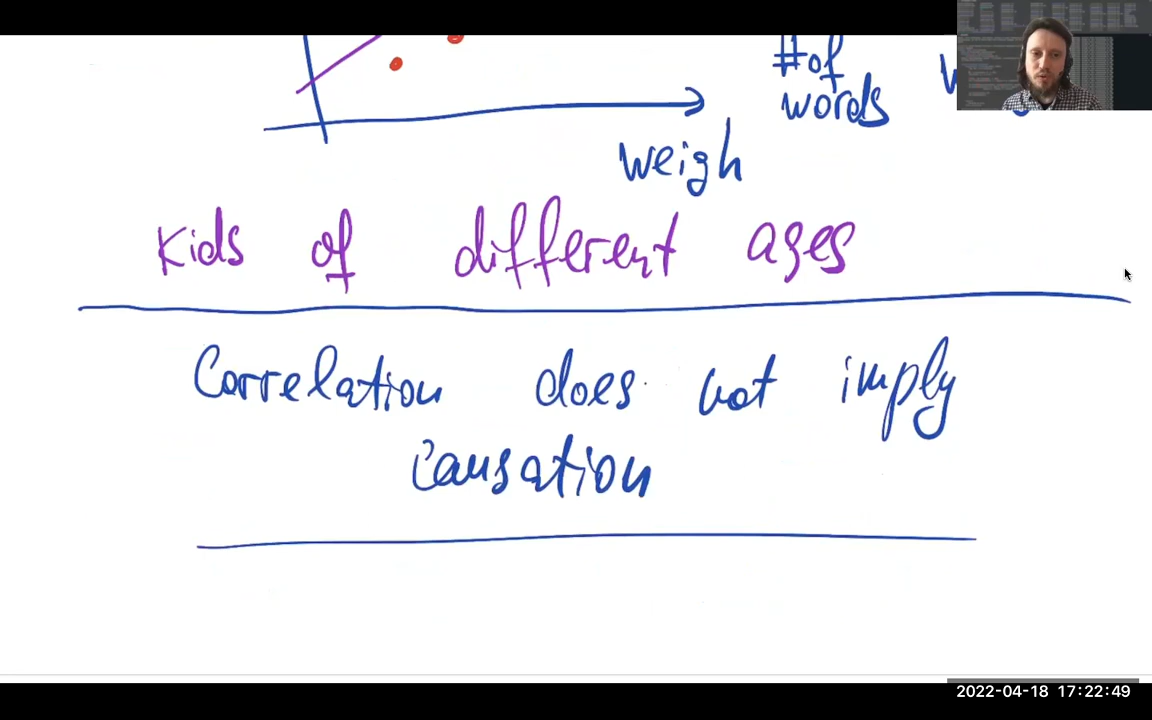 #of
words
weigh
kids of different ages
Correlation does not imply
causation
2022-04-18 17:22:49